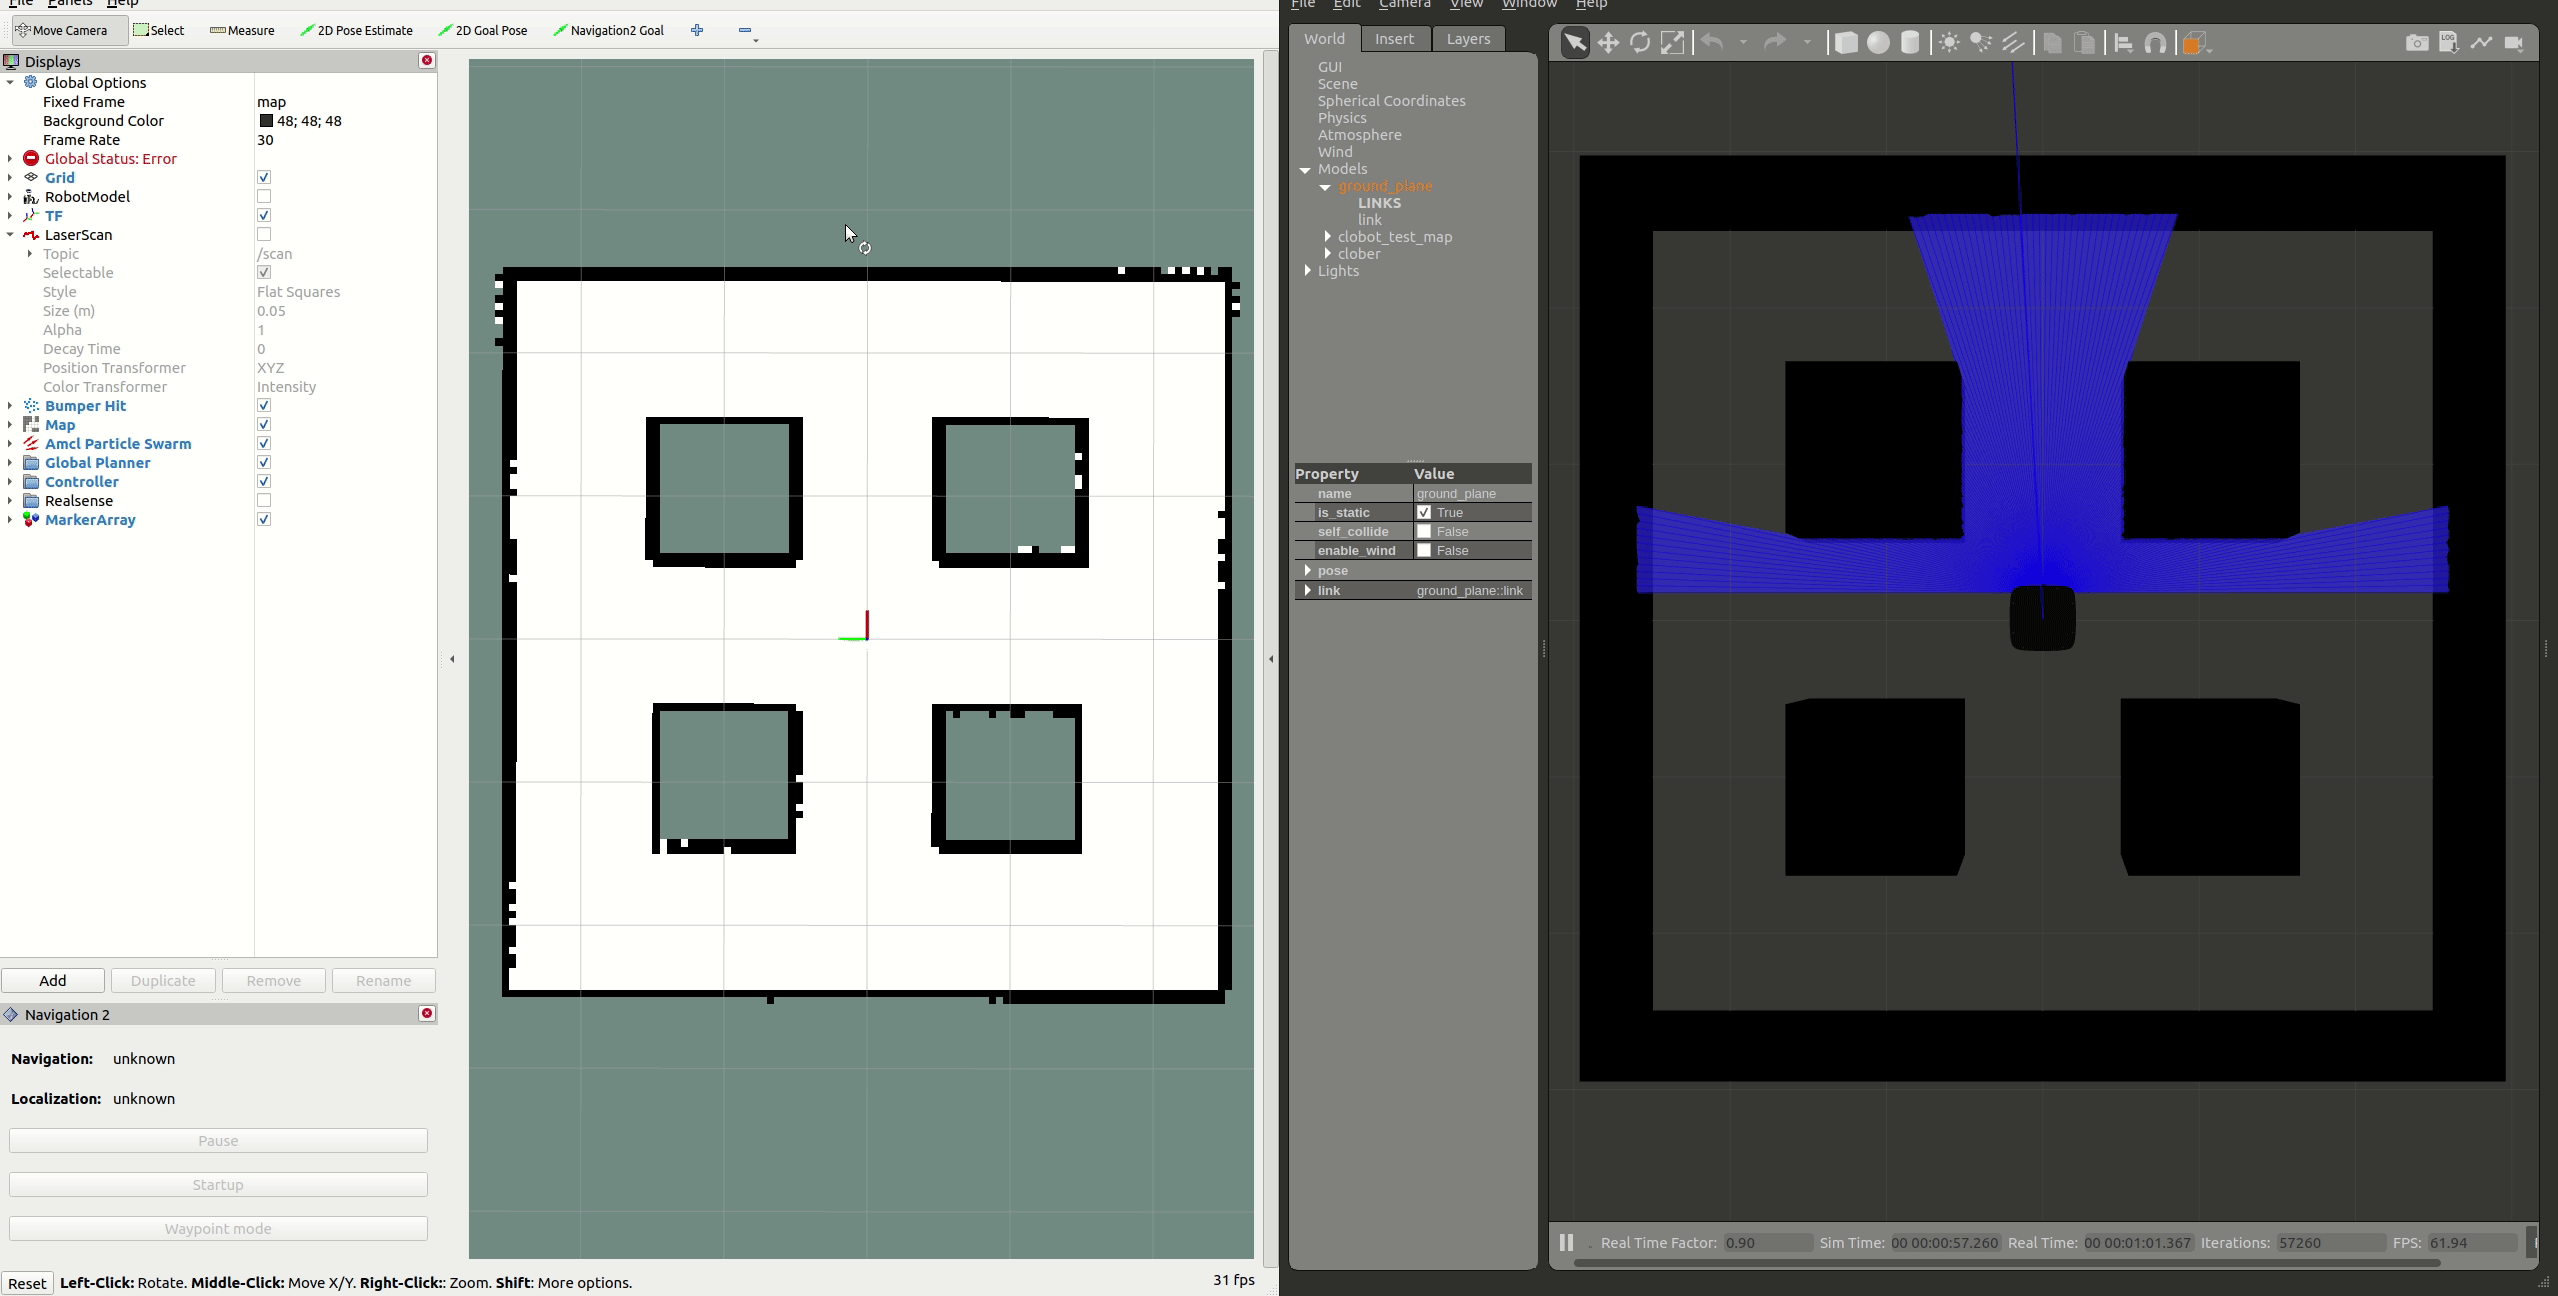 File Panels Help
Move Camera Select Measure 2D Pose Estimate 2D Goal Pose Navigation2 Goal
Displays
Global Options
Fixed Frame map
Background Color 48; 48; 48
Frame Rate 30
Global Status: Error
Grid
RobotModel
TF
LaserScan
Topic /scan
Selectable
Style Flat Squares
Size (m) 0.05
Alpha 1
Decay Time 0
Position Transformer XYZ
Color Transformer Intensity
Bumper Hit
Map
Amcl Particle Swarm
Global Planner
Controller
Realsense
MarkerArray
Add Duplicate Remove Rename
Navigation 2
Navigation: unknown
Localization: unknown
Pause
Startup
Waypoint mode
Reset Left-Click: Rotate. Middle-Click: Move X/Y. Right-Click:: Zoom. Shift: More options. 31 fps
File Edit Camera View Window Help
World Insert Layers
GUI
Scene
Spherical Coordinates
Physics
Atmosphere
Wind
Models
ground_plane
LINKS
link
clobot_test_map
clober
Lights
Property Value
name ground_plane
is_static True
self_collide False
enable_wind False
pose
link ground_plane::link
LOG
Real Time Factor: 0.90 Sim Time: 00 00:00:57.260 Real Time: 00 00:01:01.367 Iterations: 57260 FPS: 61.94